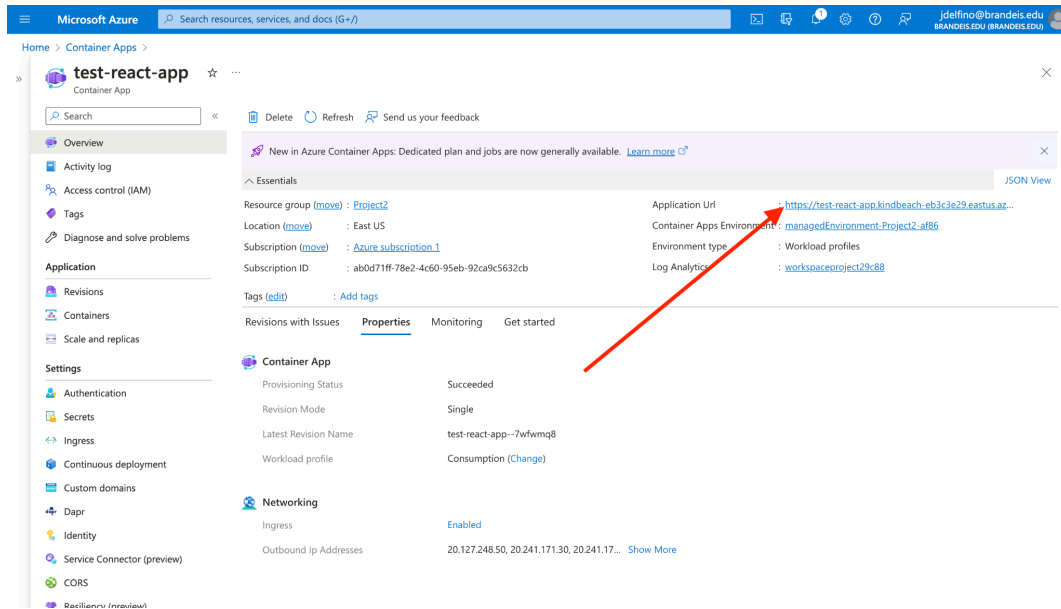 Microsoft Azure
Search resources, services, and docs (G+/)
1
jdelfino@brandeis.edu
BRANDEIS.EDU (BRANDEIS.EDU)
Home > Container Apps >
test-react-app
Container App
Search
Overview
Activity log
Access control (IAM)
Tags
Diagnose and solve problems
Application
Revisions
Containers
Scale and replicas
Settings
Authentication
Secrets
Ingress
Continuous deployment
Custom domains
Dapr
Identity
Service Connector (preview)
CORS
Resiliency (preview)
Delete Refresh Send us your feedback
New in Azure Container Apps: Dedicated plan and jobs are now generally available. Learn more
Essentials
JSON View
Resource group (move) : Project2
Location (move) : East US
Subscription (move) : Azure subscription 1
Subscription ID : ab0d71ff-78e2-4c60-95eb-92ca9c5632cb
Application Url : https://test-react-app.kindbeach-eb3c3e29.eastus.az...
Container Apps Environment : managedEnvironment-Project2-af86
Environment type : Workload profiles
Log Analytics : workspaceproject29c88
Tags (edit) : Add tags
Revisions with Issues Properties Monitoring Get started
Container App
Provisioning Status Succeeded
Revision Mode Single
Latest Revision Name test-react-app--7wfwmq8
Workload profile Consumption (Change)
Networking
Ingress Enabled
Outbound Ip Addresses 20.127.248.50, 20.241.171.30, 20.241.17... Show More